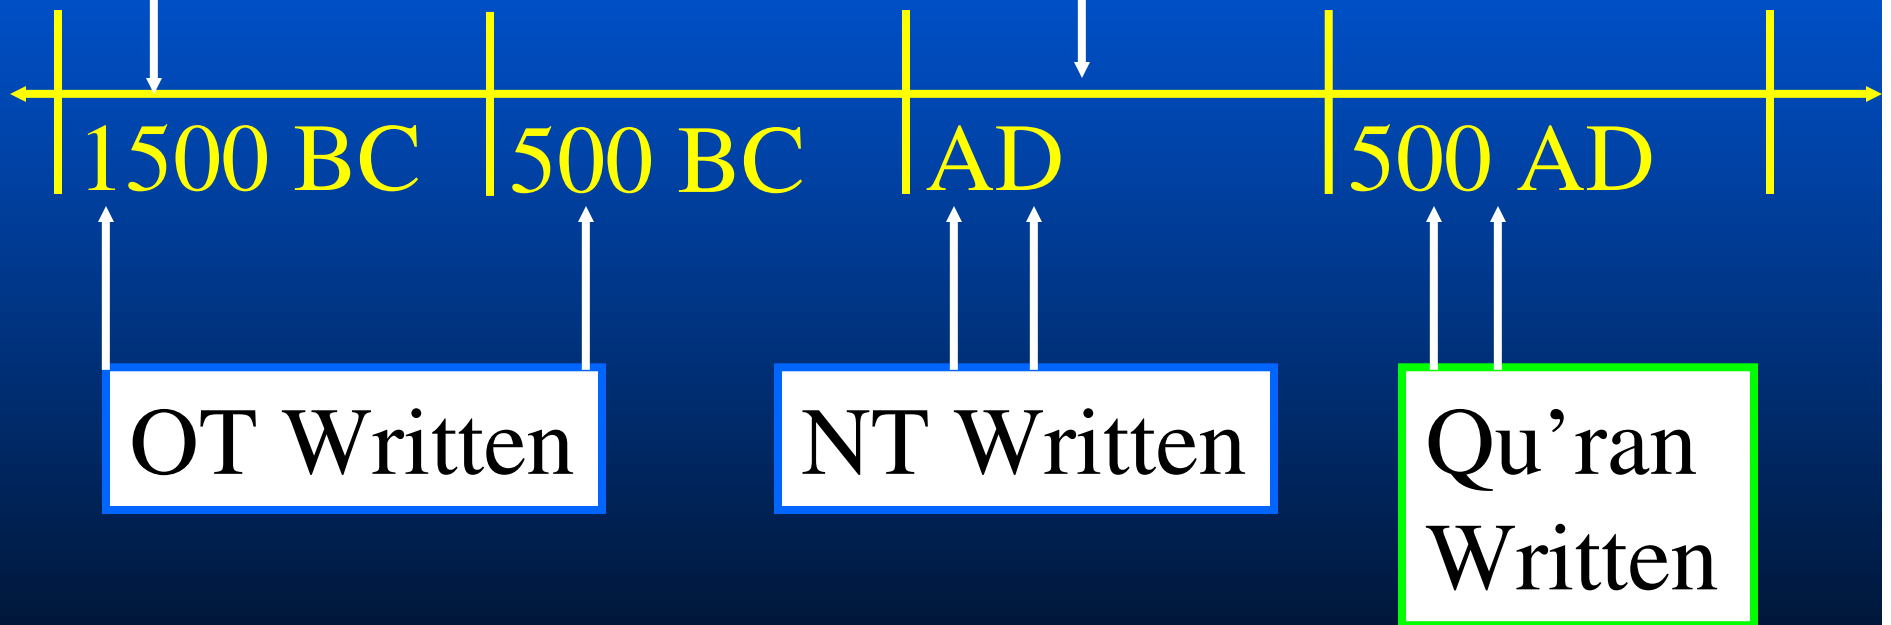 1500 BC 500 BC AD 500 AD
OT Written
NT Written
Qu’ran
Written